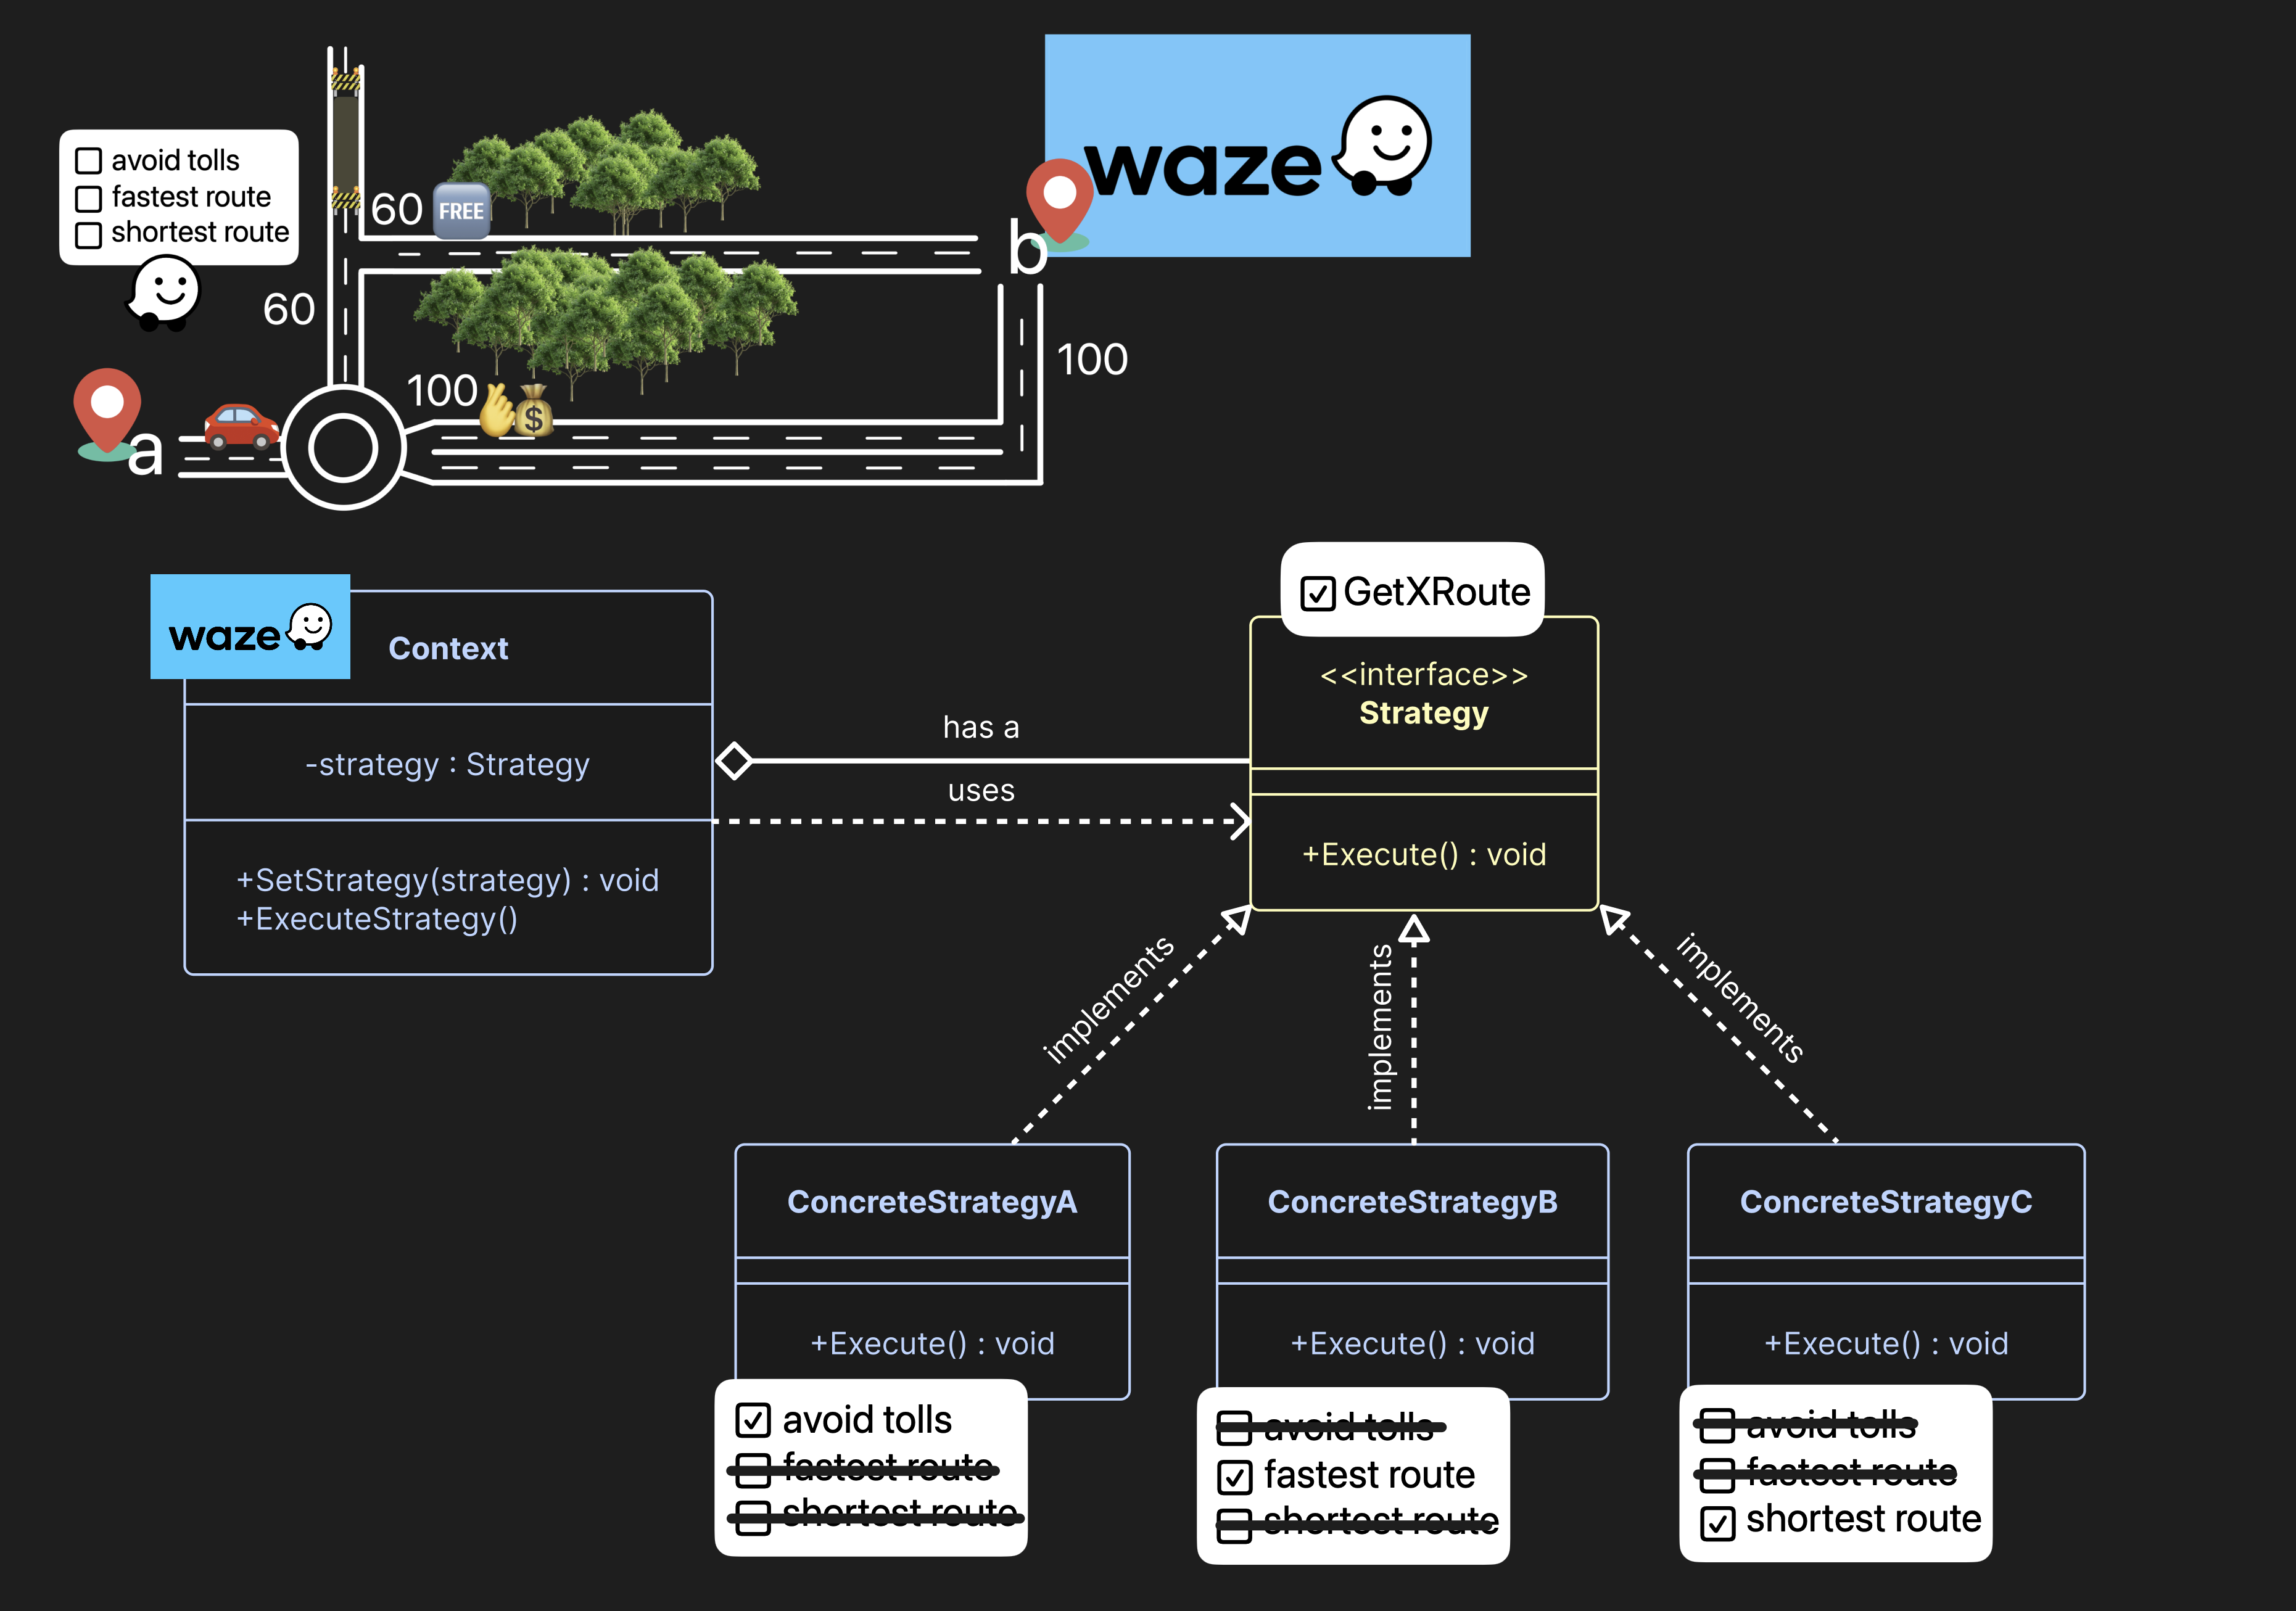 waze
avoid tolls
fastest route
shortest route
60
FREE
b
60
100
100
$
a
GetXRoute
waze
Context
<<interface>>
Strategy
-strategy : Strategy
has a
uses
+Execute() : void
+SetStrategy(strategy) : void
+ExecuteStrategy()
implements
implements
implements
ConcreteStrategyA
ConcreteStrategyB
ConcreteStrategyC
+Execute() : void
+Execute() : void
+Execute() : void
avoid tolls
fastest route
shortest route
avoid tolls
fastest route
shortest route
avoid tolls
fastest route
shortest route